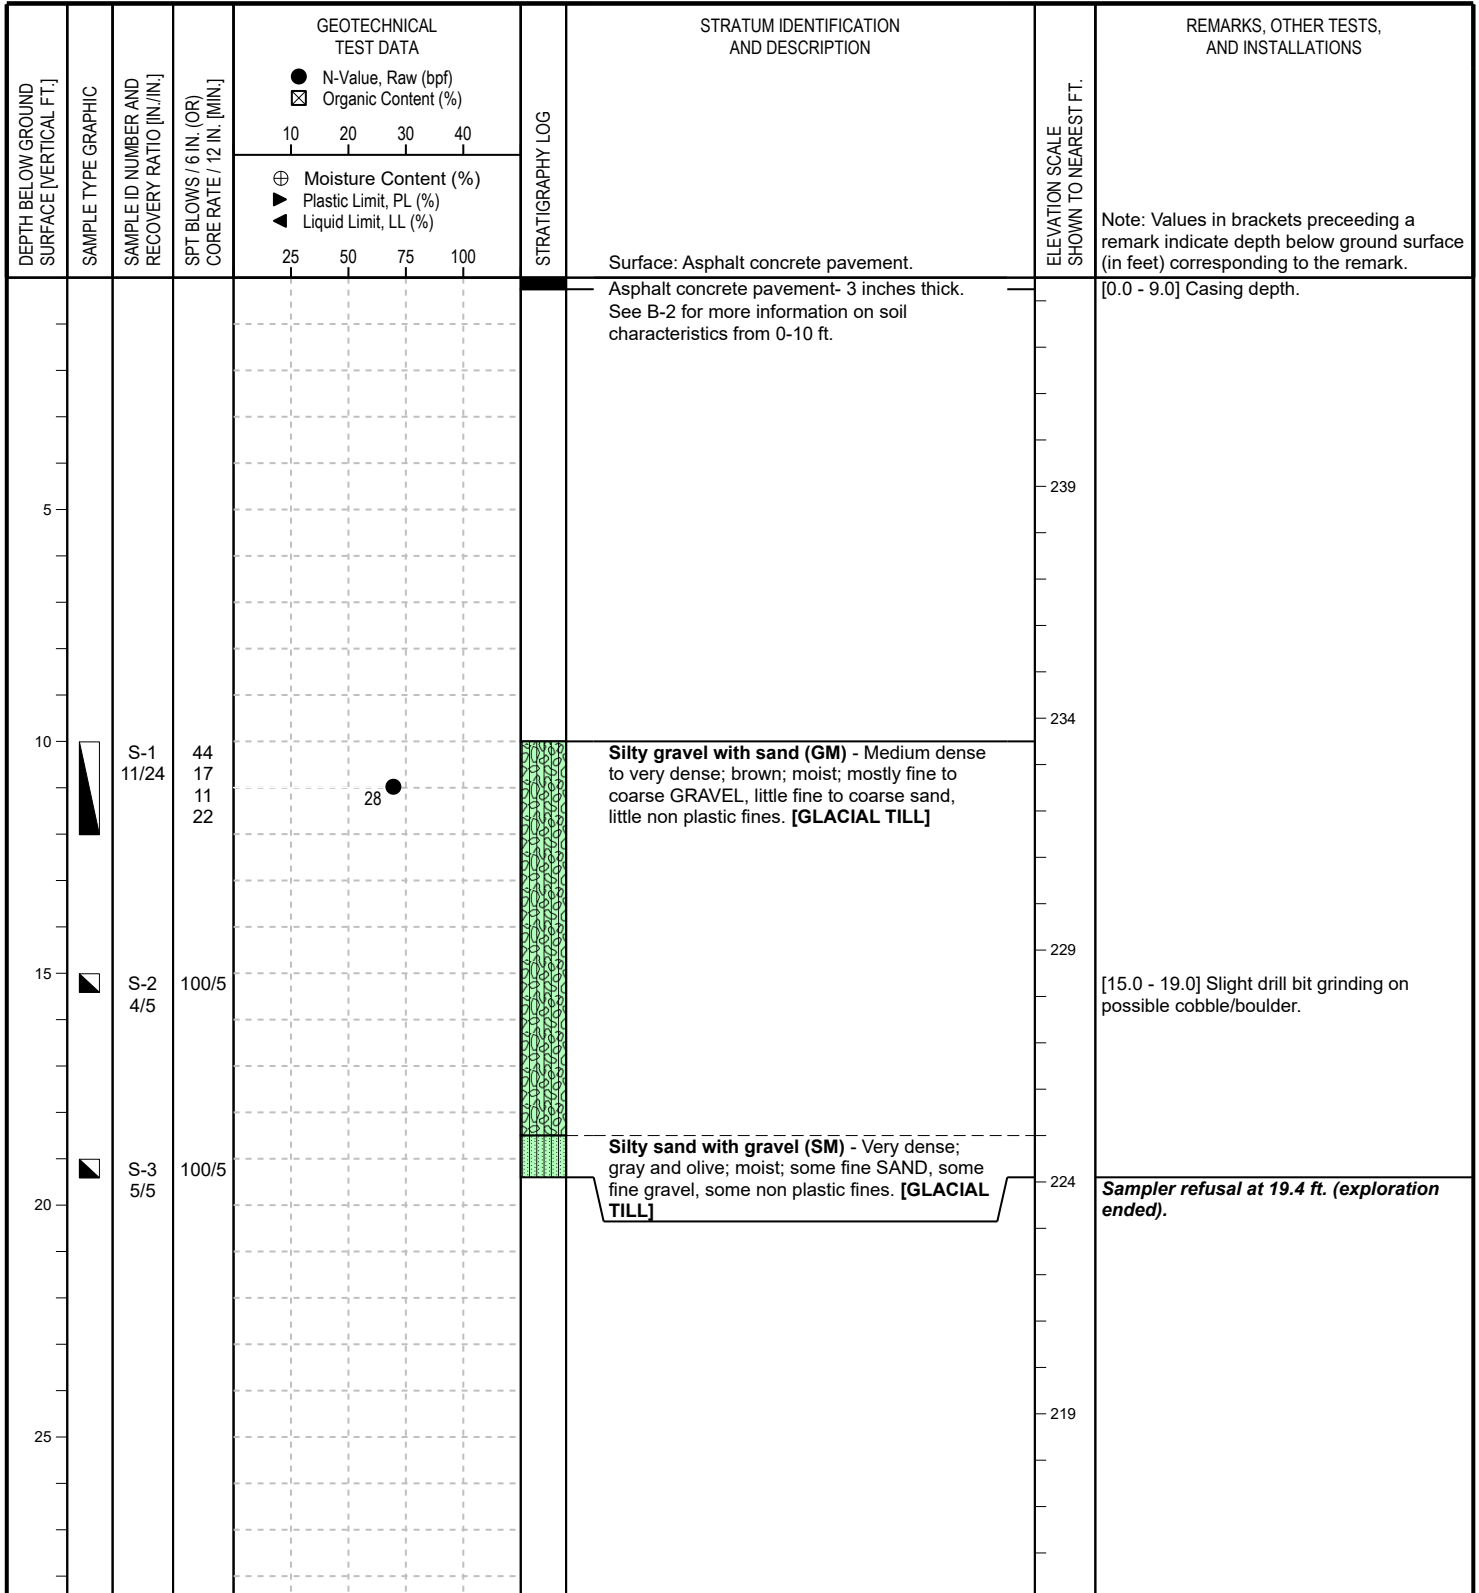 DEPTH BELOW GROUND
SURFACE [VERTICAL FT.]
SAMPLE TYPE GRAPHIC
SAMPLE ID NUMBER AND
RECOVERY RATIO [IN./IN.]
SPT BLOWS / 6 IN. (OR)
CORE RATE / 12 IN. [MIN.]
GEOTECHNICAL
TEST DATA
N-Value, Raw (bpf)
Organic Content (%)
10 20 30 40
Moisture Content (%)
Plastic Limit, PL (%)
Liquid Limit, LL (%)
25 50 75 100
STRATIGRAPHY LOG
STRATUM IDENTIFICATION
AND DESCRIPTION
Surface: Asphalt concrete pavement.
ELEVATION SCALE
SHOWN TO NEAREST FT.
REMARKS, OTHER TESTS,
AND INSTALLATIONS
Note: Values in brackets preceeding a
remark indicate depth below ground surface
(in feet) corresponding to the remark.
Asphalt concrete pavement- 3 inches thick.
See B-2 for more information on soil
characteristics from 0-10 ft.
[0.0 - 9.0] Casing depth.
239
5
234
10
S-1
11/24
44
17
11
22
28
Silty gravel with sand (GM) - Medium dense
to very dense; brown; moist; mostly fine to
coarse GRAVEL, little fine to coarse sand,
little non plastic fines. [GLACIAL TILL]
229
15
S-2
4/5
100/5
[15.0 - 19.0] Slight drill bit grinding on
possible cobble/boulder.
S-3
5/5
100/5
Silty sand with gravel (SM) - Very dense;
gray and olive; moist; some fine SAND, some
fine gravel, some non plastic fines. [GLACIAL
TILL]
224
Sampler refusal at 19.4 ft. (exploration
ended).
20
219
25